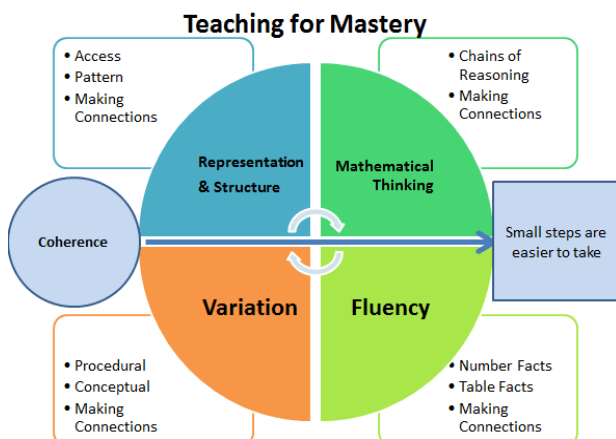 Teaching for Mastery
• Access
• Pattern
• Making
Connections
• Chains of
Reasoning
• Making
Connections
Representation
& Structure
Mathematical
Thinking
Coherence
Small steps are
easier to take
Variation
Fluency
• Procedural
• Conceptual
• Making
Connections
• Number Facts
• Table Facts
• Making
Connections